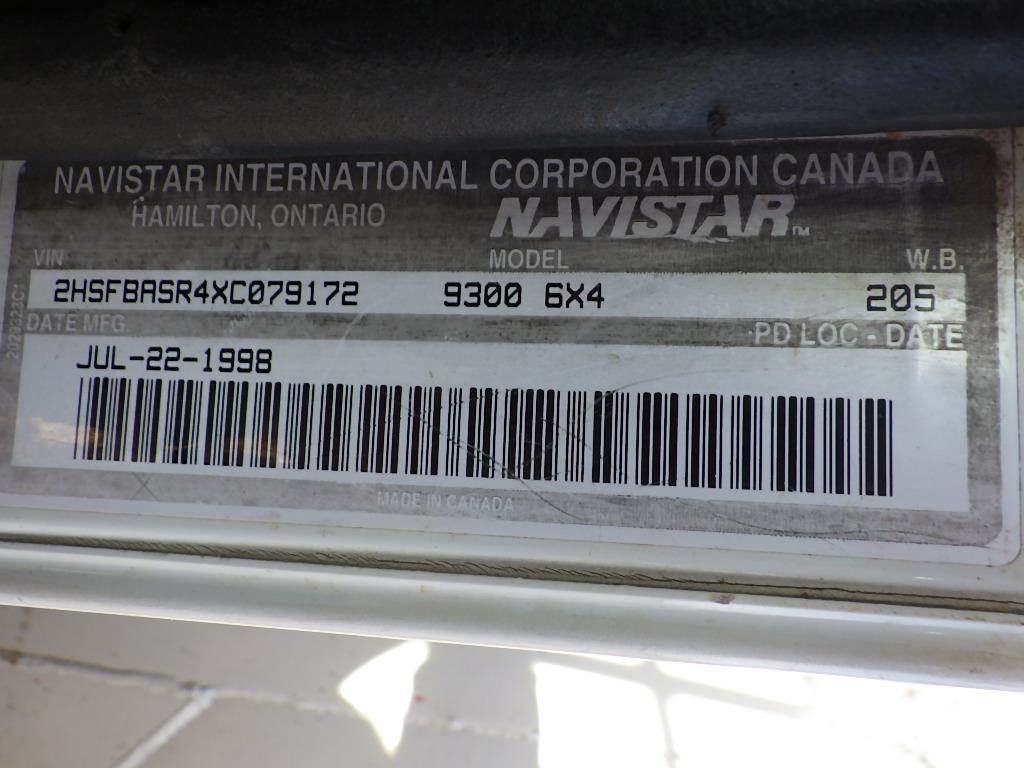 NAVISTAR INTERNATIONAL CORPORATION CANADA
HAMILTON, ONTARIO NAVISTAR™
VIN MODEL W.B.
2HSFBASR4XC079172 9300 6X4 205
DATE MFG PD LOC - DATE
JUL-22-1998
MADE IN CANADA